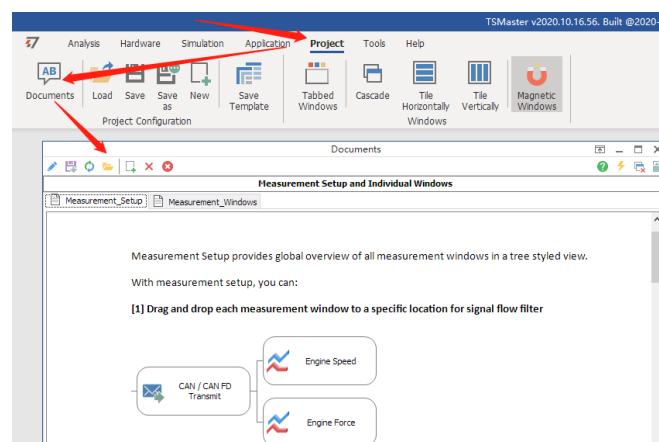 TSMaster v2020.10.16.56. Built @2020-
Analysis Hardware Simulation Application Project Tools Help
AB
Documents Load Save Save as New Save Template Tabbed Windows Cascade Tile Horizontally Tile Vertically Magnetic Windows
Project Configuration Windows
Documents
Measurement Setup and Individual Windows
Measurement_Setup Measurement_Windows
Measurement Setup provides global overview of all measurement windows in a tree styled view.
With measurement setup, you can:
[1] Drag and drop each measurement window to a specific location for signal flow filter
Engine Speed
CAN / CAN FD
Transmit
Engine Force